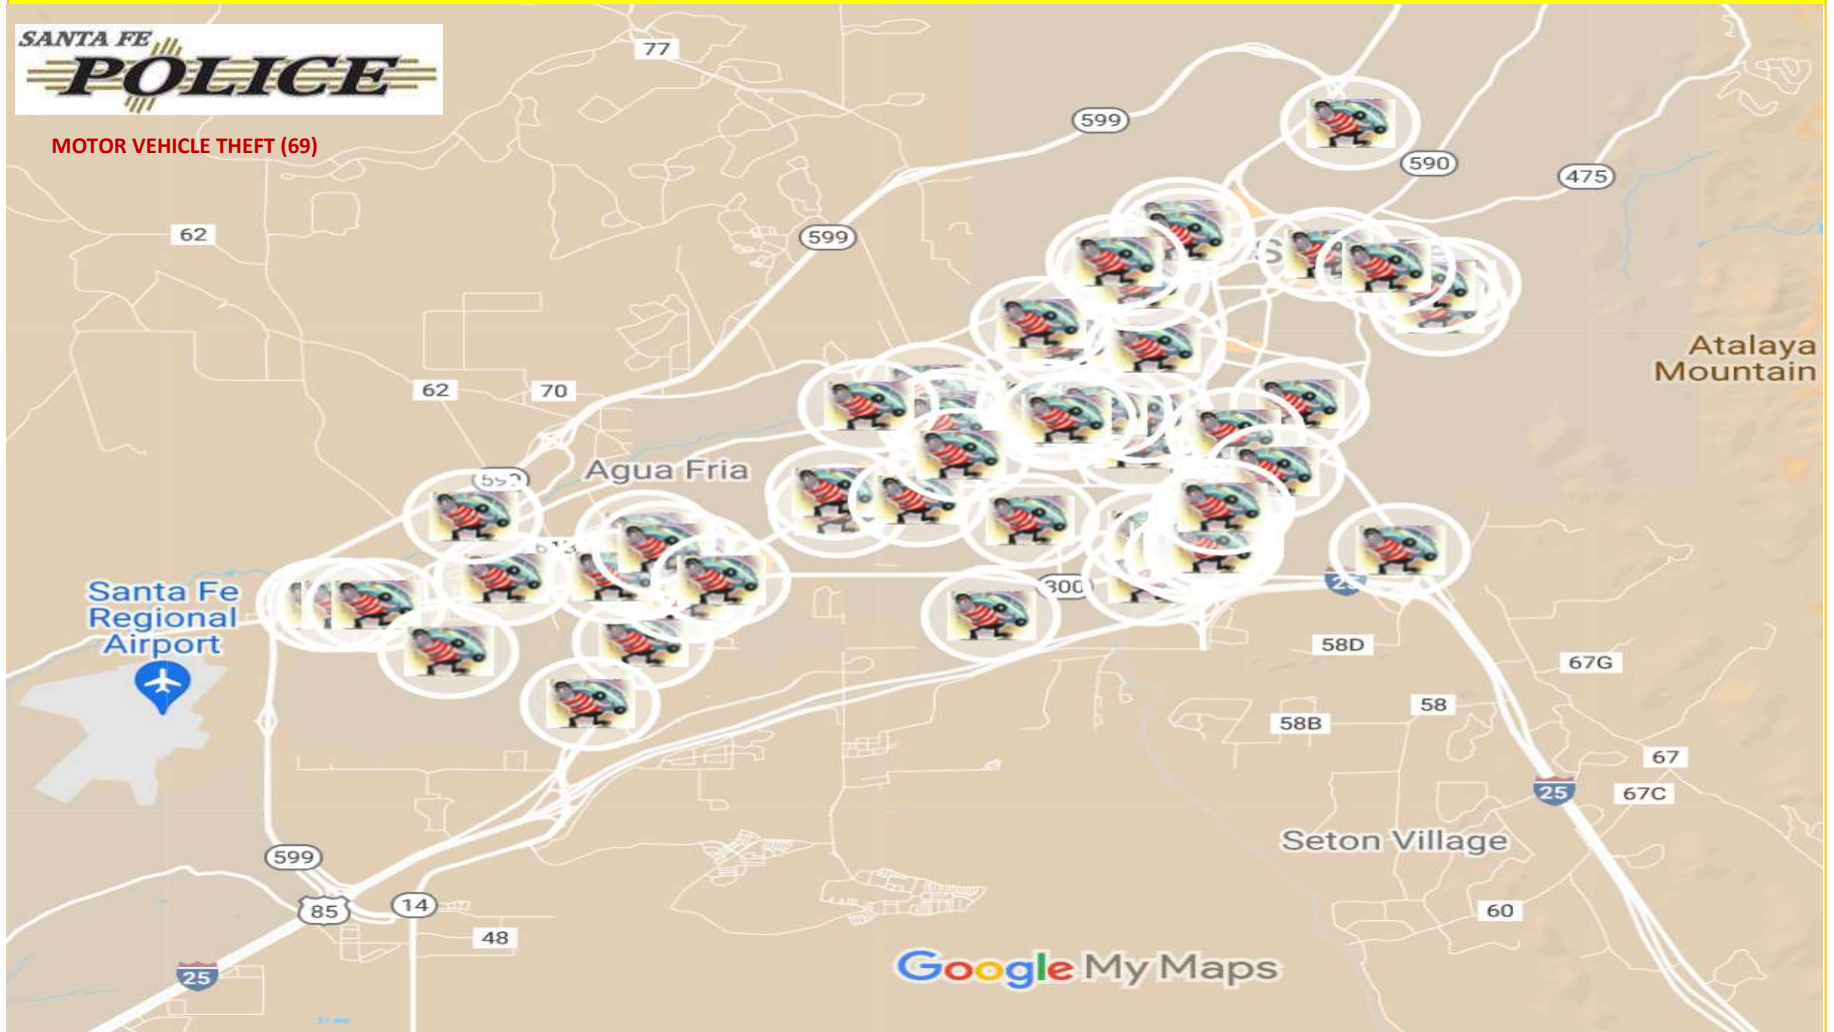 SANTA FE
POLICE
MOTOR VEHICLE THEFT (69)
77
599
590
475
62
599
Atalaya
Mountain
62
70
Agua Fria
Santa Fe
Regional
Airport
300
58D
67G
58
58B
67
25
67C
Seton Village
599
85
14
60
48
25
Google My Maps